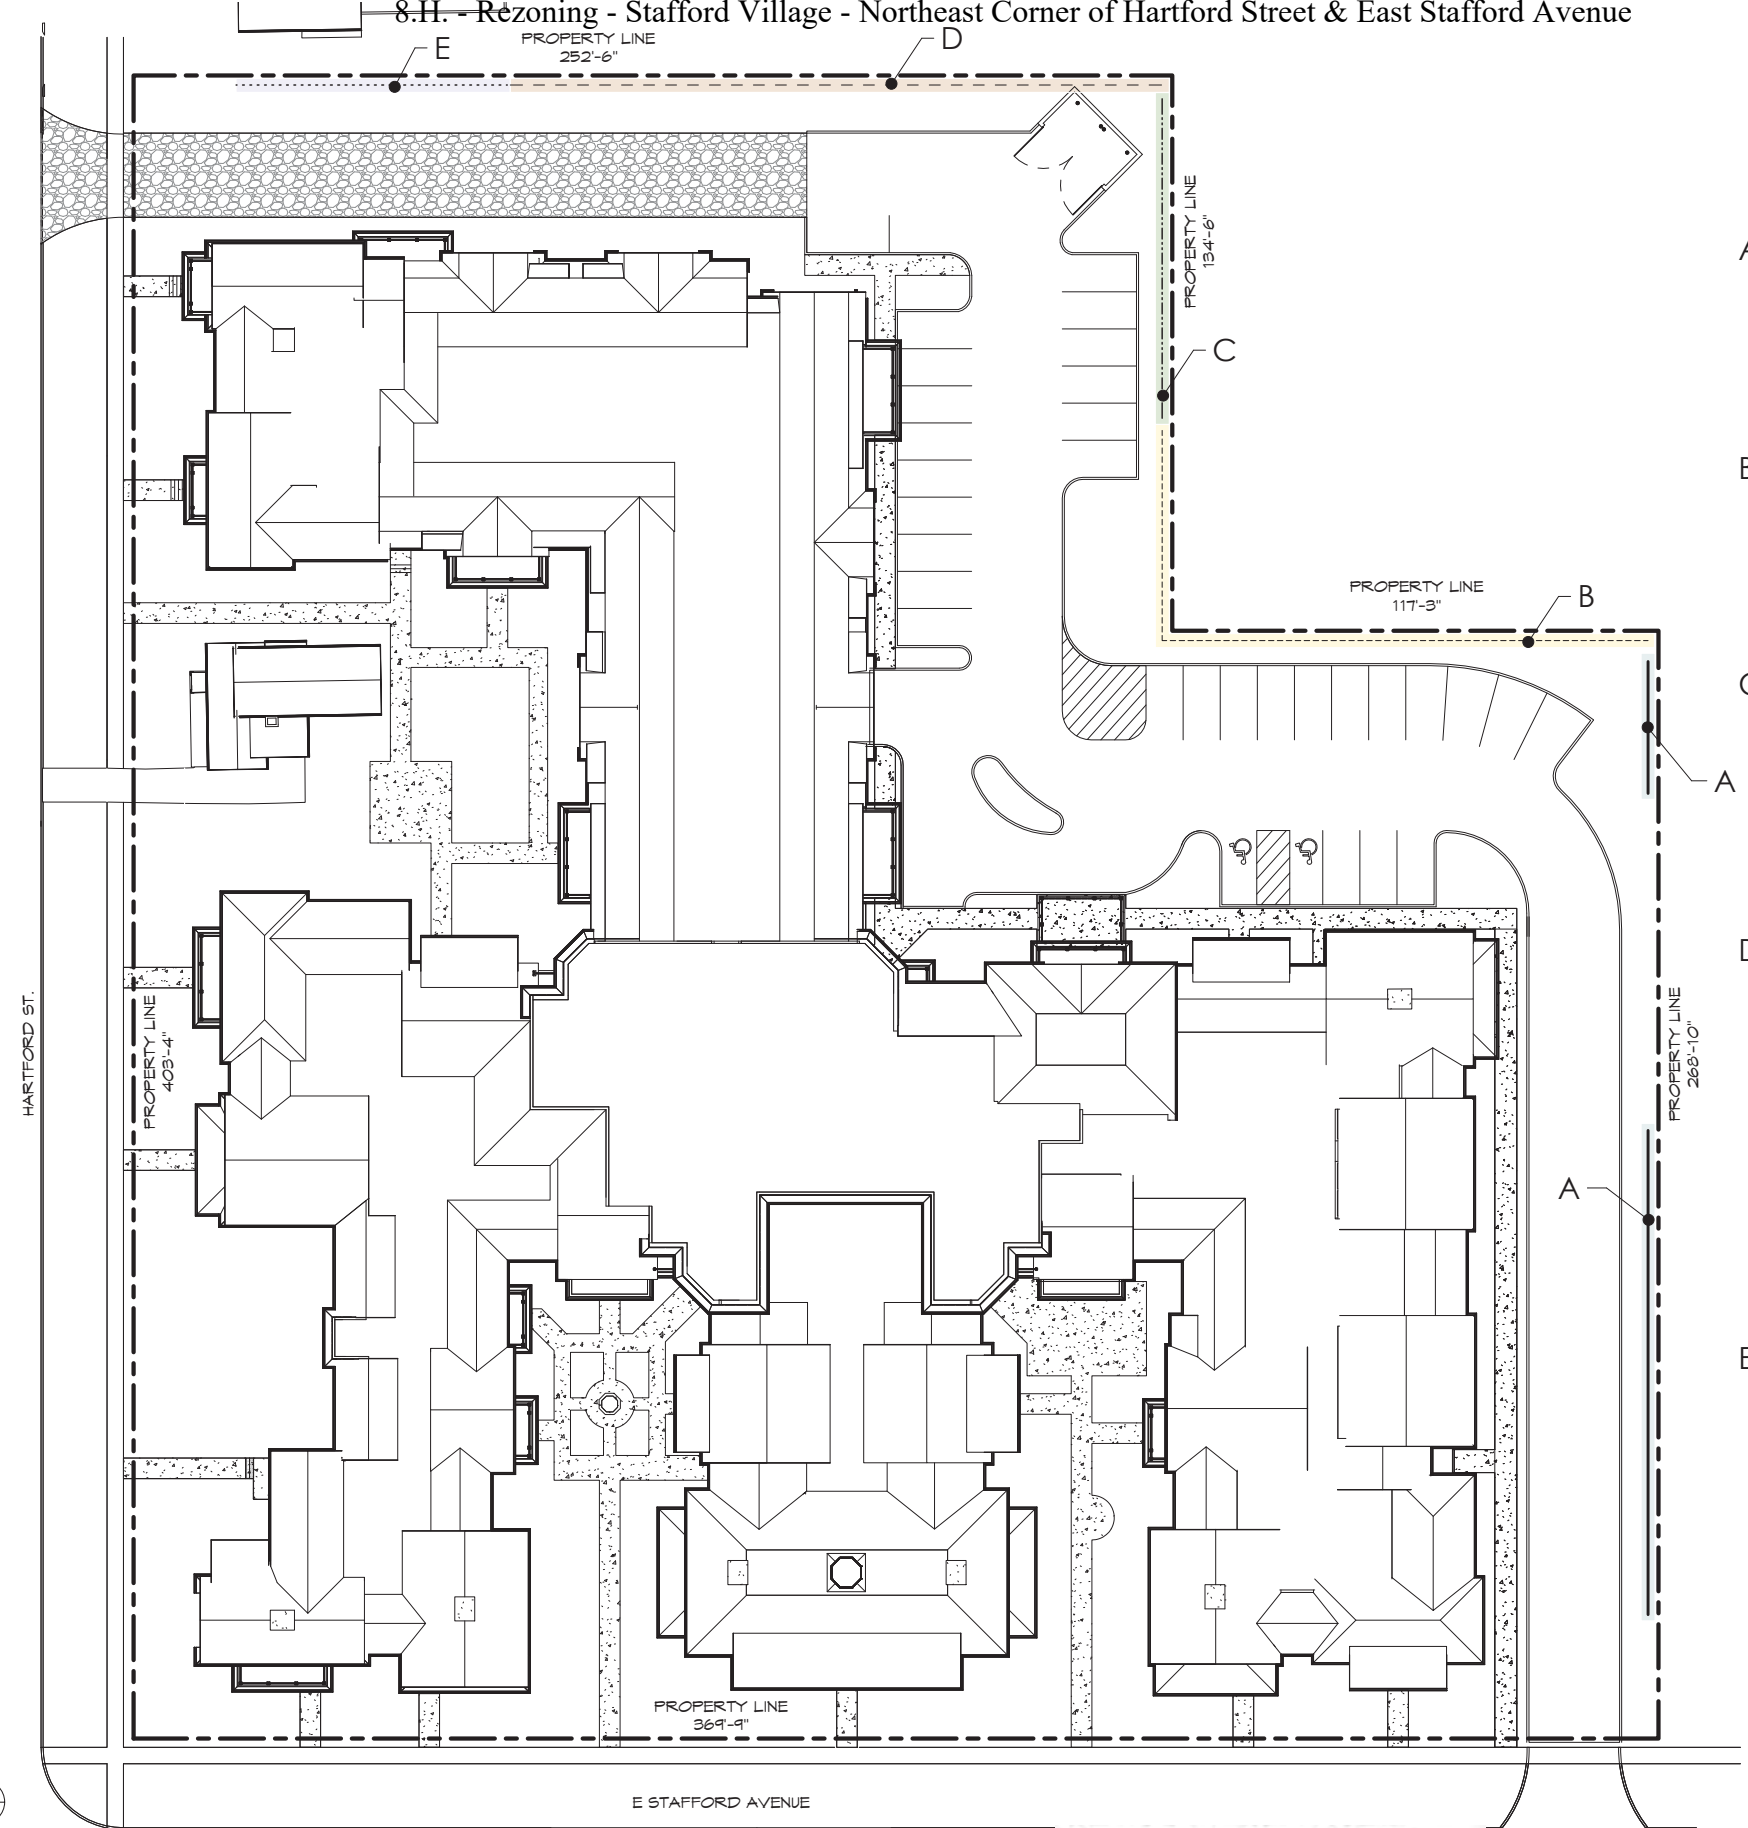 8.H. - Rezoning - Stafford Village - Northeast Corner of Hartford Street & East Stafford Avenue
PROPERTY LINE
252'-6"
E
D
PROPERTY LINE
134'-6"
C
PROPERTY LINE
117'-3"
B
A
HARTFORD ST.
PROPERTY LINE
403'-4"
PROPERTY LINE
268'-10"
A
PROPERTY LINE
369'-9"
E STAFFORD AVENUE